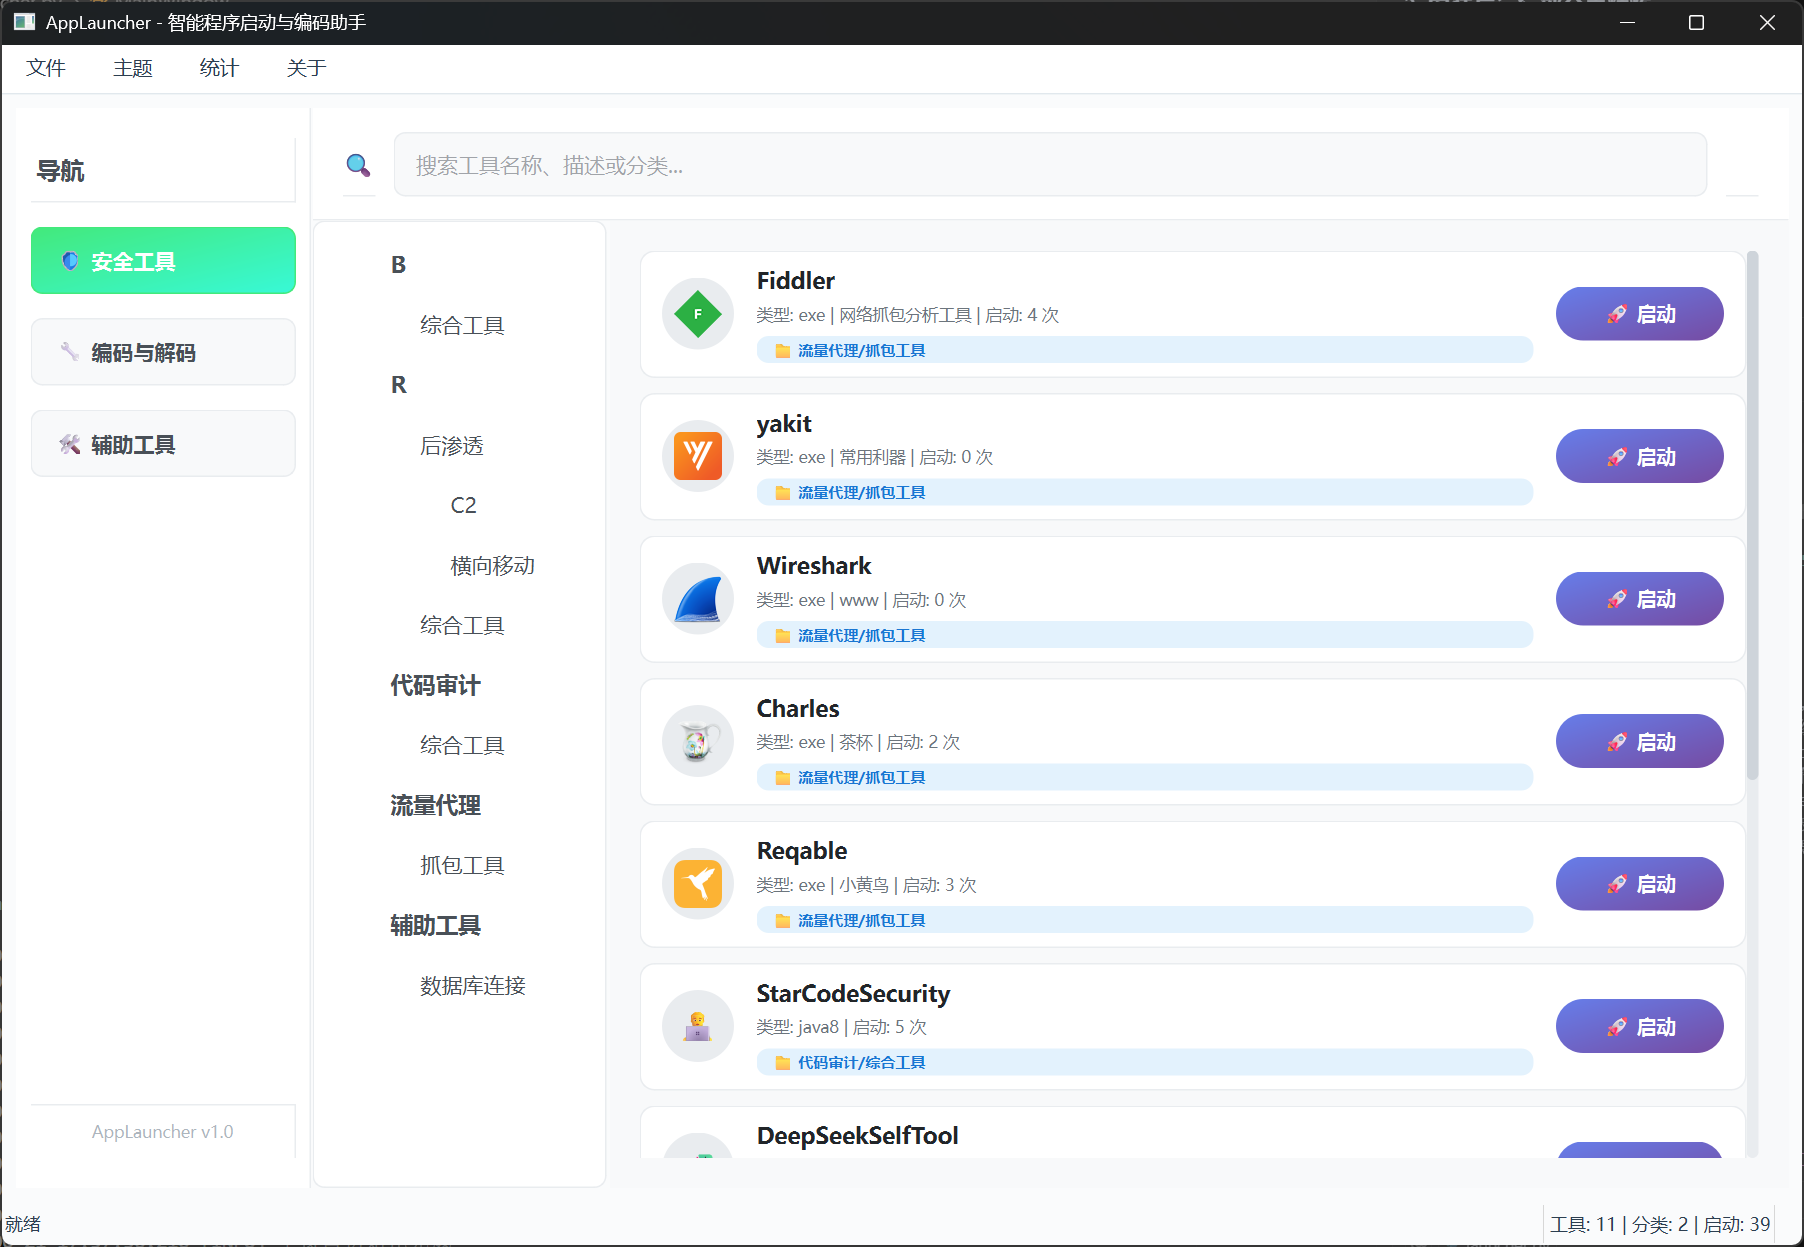 AppLauncher - 智能程序启动与编码助手
文件 主题 统计 关于
导航
安全工具
编码与解码
辅助工具
AppLauncher v1.0
搜索工具名称、描述或分类...
B
综合工具
R
后渗透
C2
横向移动
综合工具
代码审计
综合工具
流量代理
抓包工具
辅助工具
数据库连接
Fiddler
类型: exe | 网络抓包分析工具 | 启动: 4 次
流量代理/抓包工具
启动
yakit
类型: exe | 常用利器 | 启动: 0 次
流量代理/抓包工具
启动
Wireshark
类型: exe | www | 启动: 0 次
流量代理/抓包工具
启动
Charles
类型: exe | 茶杯 | 启动: 2 次
流量代理/抓包工具
启动
Reqable
类型: exe | 小黄鸟 | 启动: 3 次
流量代理/抓包工具
启动
StarCodeSecurity
类型: java8 | 启动: 5 次
代码审计/综合工具
启动
DeepSeekSelfTool
就绪
工具: 11 | 分类: 2 | 启动: 39